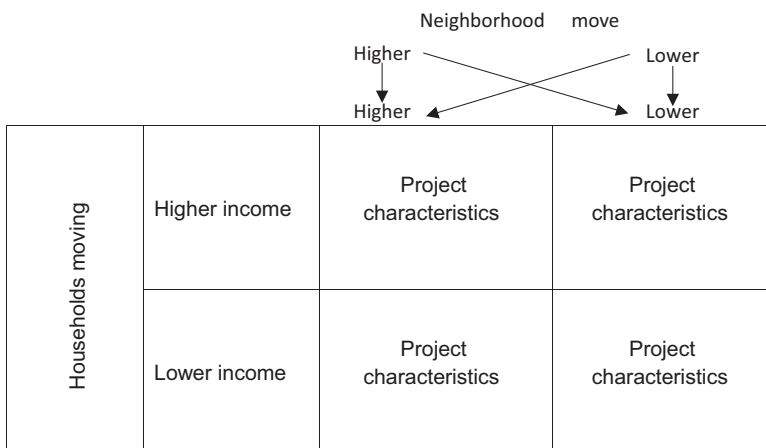 Neighborhood move
Higher Lower
Higher Lower
Households moving
Higher income
Project
characteristics
Project
characteristics
Lower income
Project
characteristics
Project
characteristics